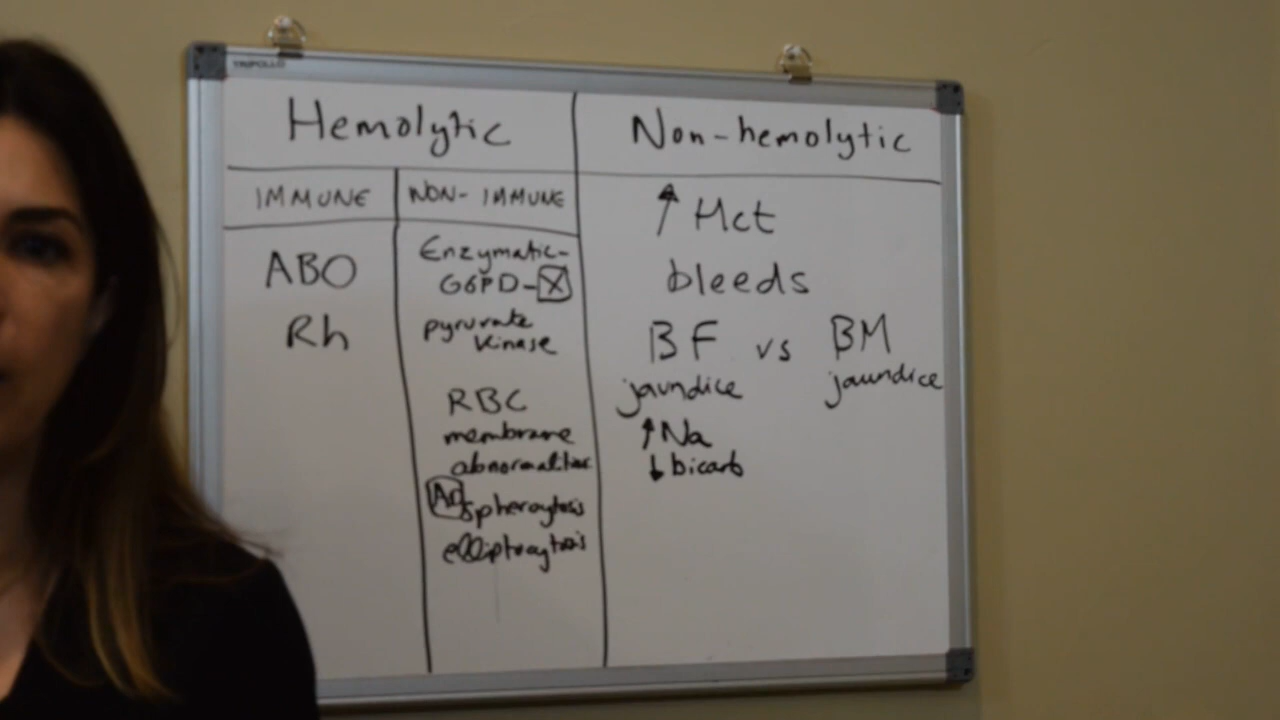 TRIPOLLO
Hemolytic
Non-hemolytic
IMMUNE
NON-IMMUNE
ABO
Rh
Enzymatic-
G6PD-X
pyruvate
kinase
RBC
membrane
abnormalities
AD spherocytosis
elliptocytosis
↑ Hct
bleeds
BF vs BM
jaundice jaundice
↑ Na
↓ bicarb